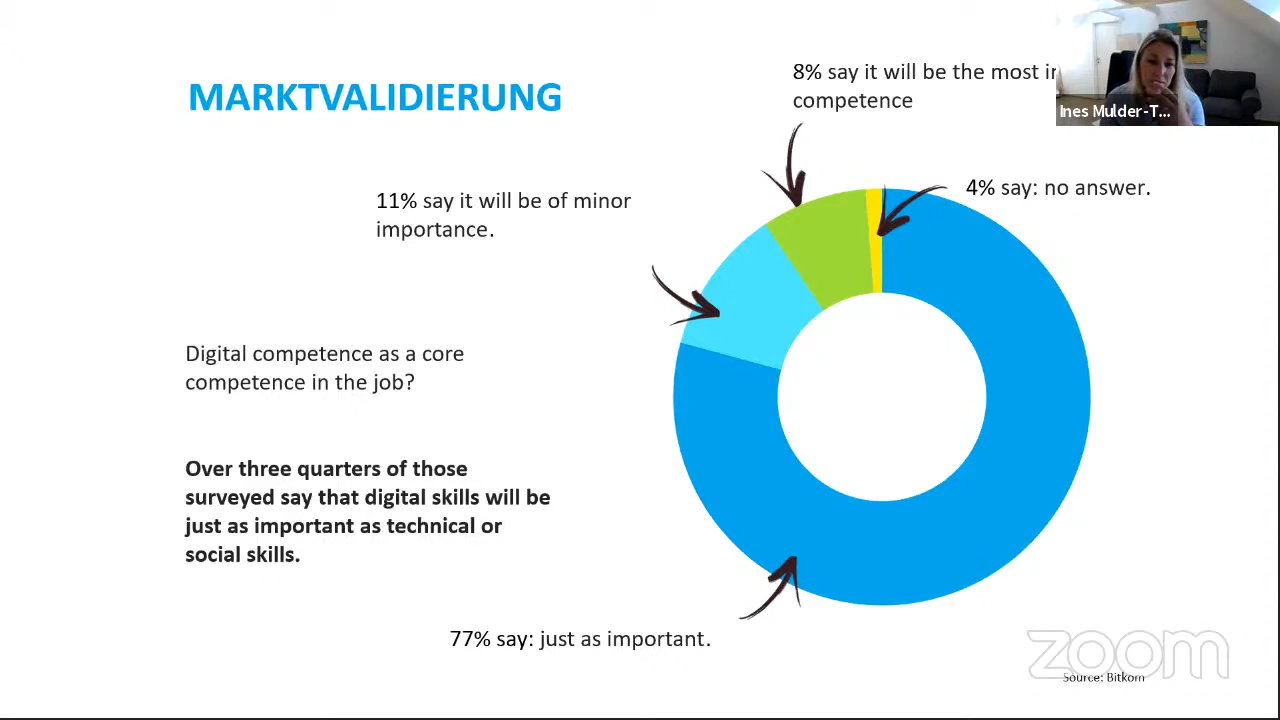 MARKTVALIDIERUNG
8% say it will be the most
competence
Ines Mulder-T...
11% say it will be of minor
importance.
4% say: no answer.
Digital competence as a core
competence in the job?
Over three quarters of those
surveyed say that digital skills will be
just as important as technical or
social skills.
77% say: just as important.
zoom
Source: Bitkom